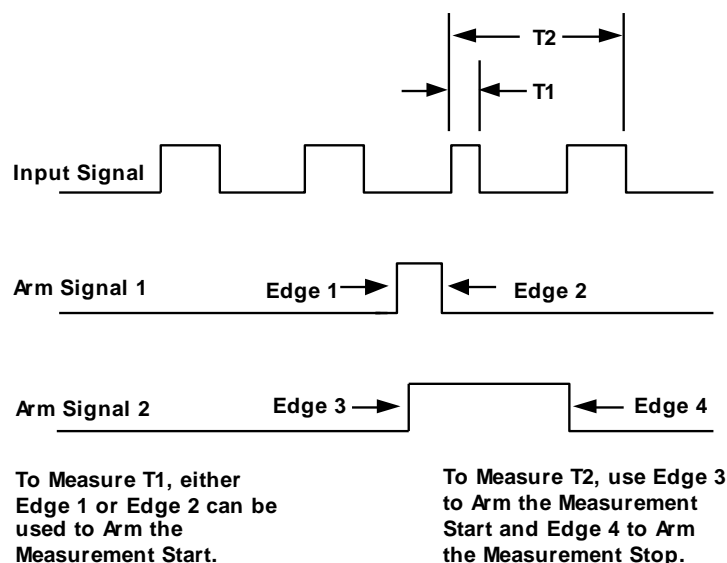 T2
T1
Input Signal
Arm Signal 1
Edge 1
Edge 2
Arm Signal 2
Edge 3
Edge 4
To Measure T1, either
Edge 1 or Edge 2 can be
used to Arm the
Measurement Start.
To Measure T2, use Edge 3
to Arm the Measurement
Start and Edge 4 to Arm
the Measurement Stop.